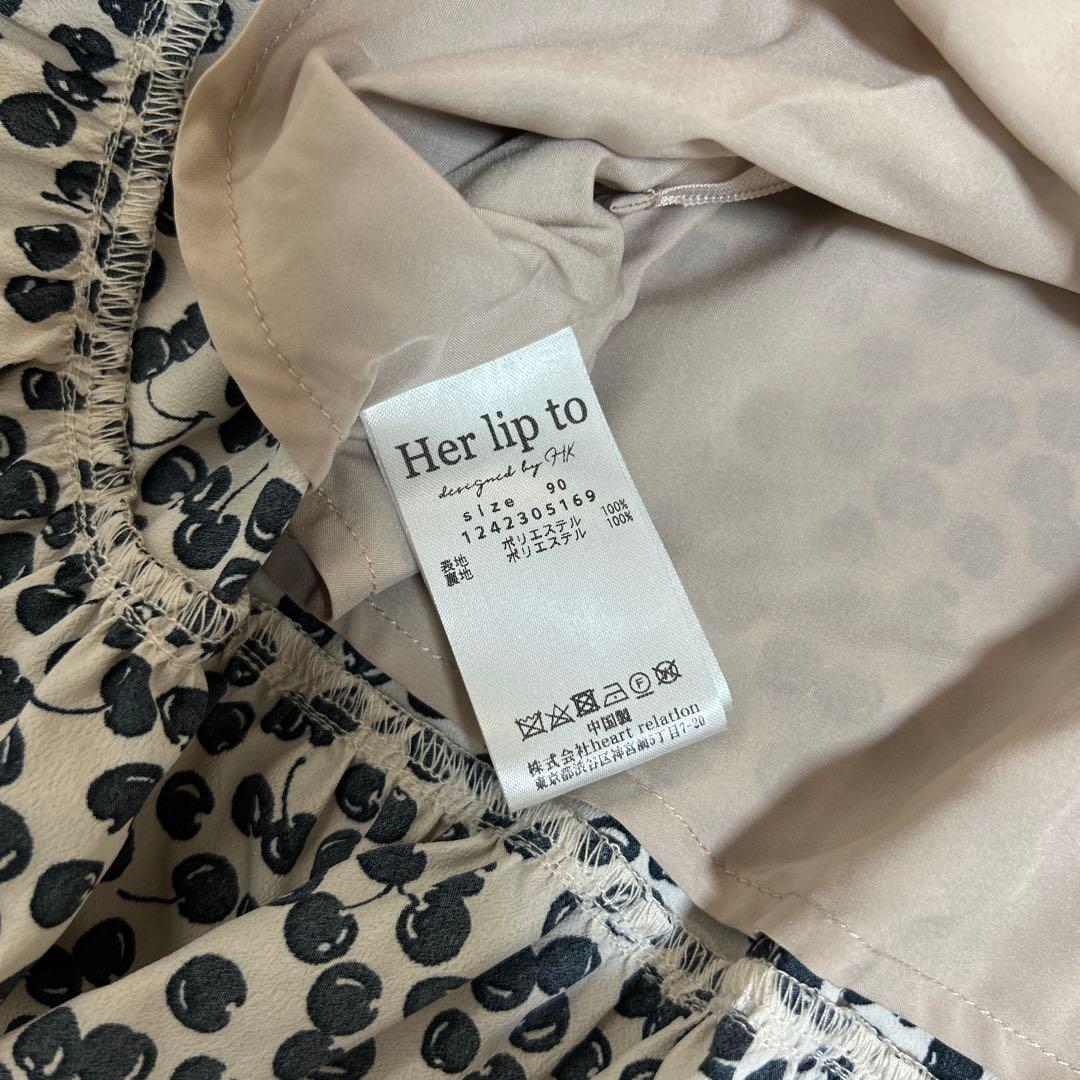 Her lip to
designed by HK
size 90
1242305169
表地 ポリエステル 100%
裏地 ポリエステル 100%
中国製
株式会社heart relation
東京都渋谷区神宮前5丁目7-20